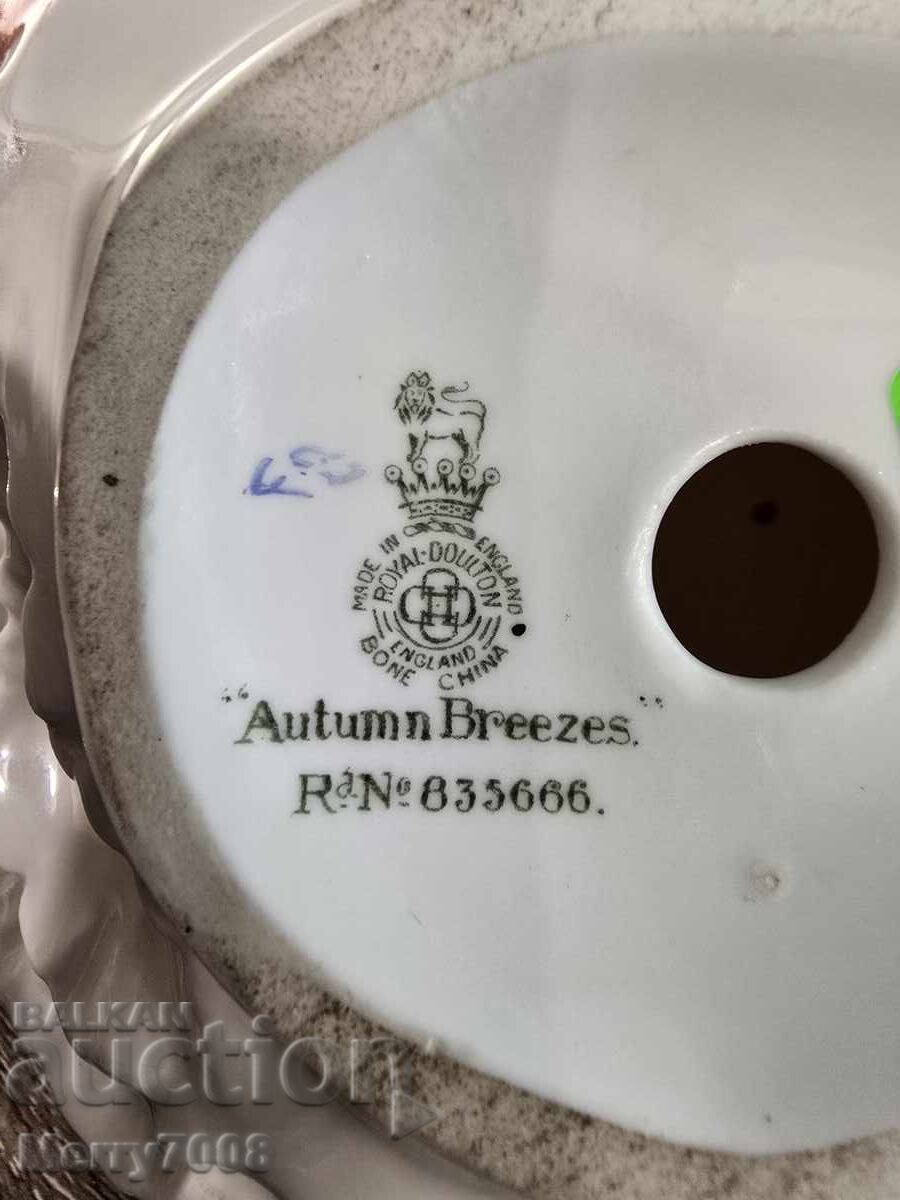 MADE IN ENGLAND
ROYAL-DOULTON
ENGLAND
BONE CHINA
"Autumn Breezes."
Rd. No 835666.
BALKAN
auction
Merry7008